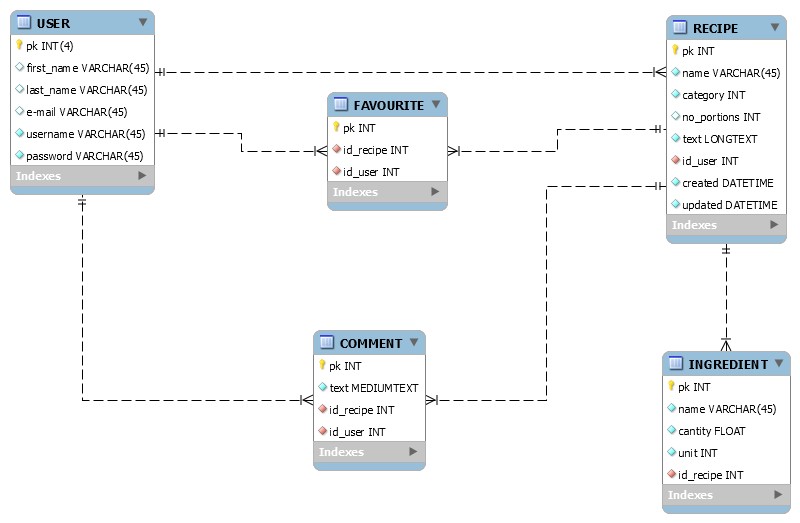 USER
pk INT(4)
first_name VARCHAR(45)
last_name VARCHAR(45)
e-mail VARCHAR(45)
username VARCHAR(45)
password VARCHAR(45)
Indexes
FAVOURITE
pk INT
id_recipe INT
id_user INT
Indexes
RECIPE
pk INT
name VARCHAR(45)
category INT
no_portions INT
text LONGTEXT
id_user INT
created DATETIME
updated DATETIME
Indexes
COMMENT
pk INT
text MEDIUMTEXT
id_recipe INT
id_user INT
Indexes
INGREDIENT
pk INT
name VARCHAR(45)
cantity FLOAT
unit INT
id_recipe INT
Indexes